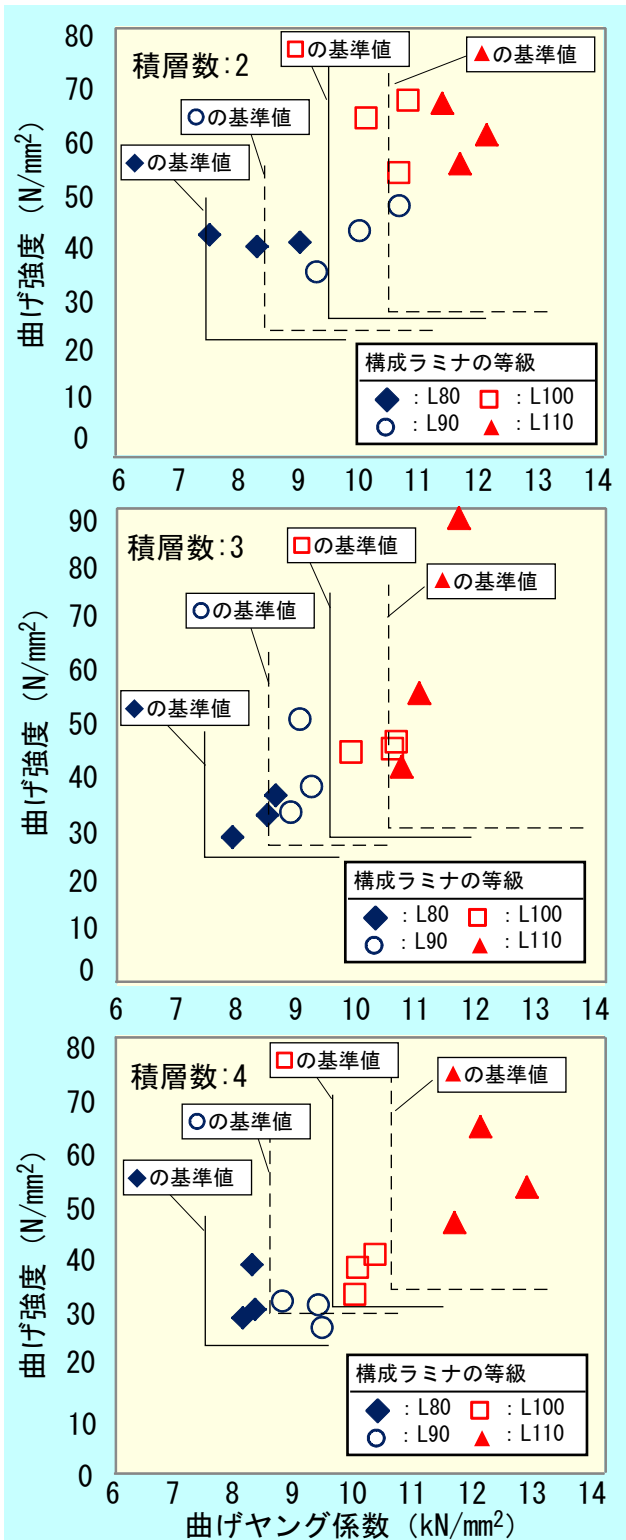 積層数:2
□の基準値
▲の基準値
○の基準値
◆の基準値
曲げ強度 (N/mm²)
80
70
60
50
40
30
20
10
0
構成ラミナの等級
◆ : L80 □ : L100
○ : L90 ▲ : L110
6 7 8 9 10 11 12 13 14
積層数:3
□の基準値
▲の基準値
○の基準値
◆の基準値
曲げ強度 (N/mm²)
90
80
70
60
50
40
30
20
10
0
構成ラミナの等級
◆ : L80 □ : L100
○ : L90 ▲ : L110
6 7 8 9 10 11 12 13 14
積層数:4
□の基準値
▲の基準値
○の基準値
◆の基準値
曲げ強度 (N/mm²)
80
70
60
50
40
30
20
10
0
構成ラミナの等級
◆ : L80 □ : L100
○ : L90 ▲ : L110
6 7 8 9 10 11 12 13 14
曲げヤング係数 (kN/mm²)